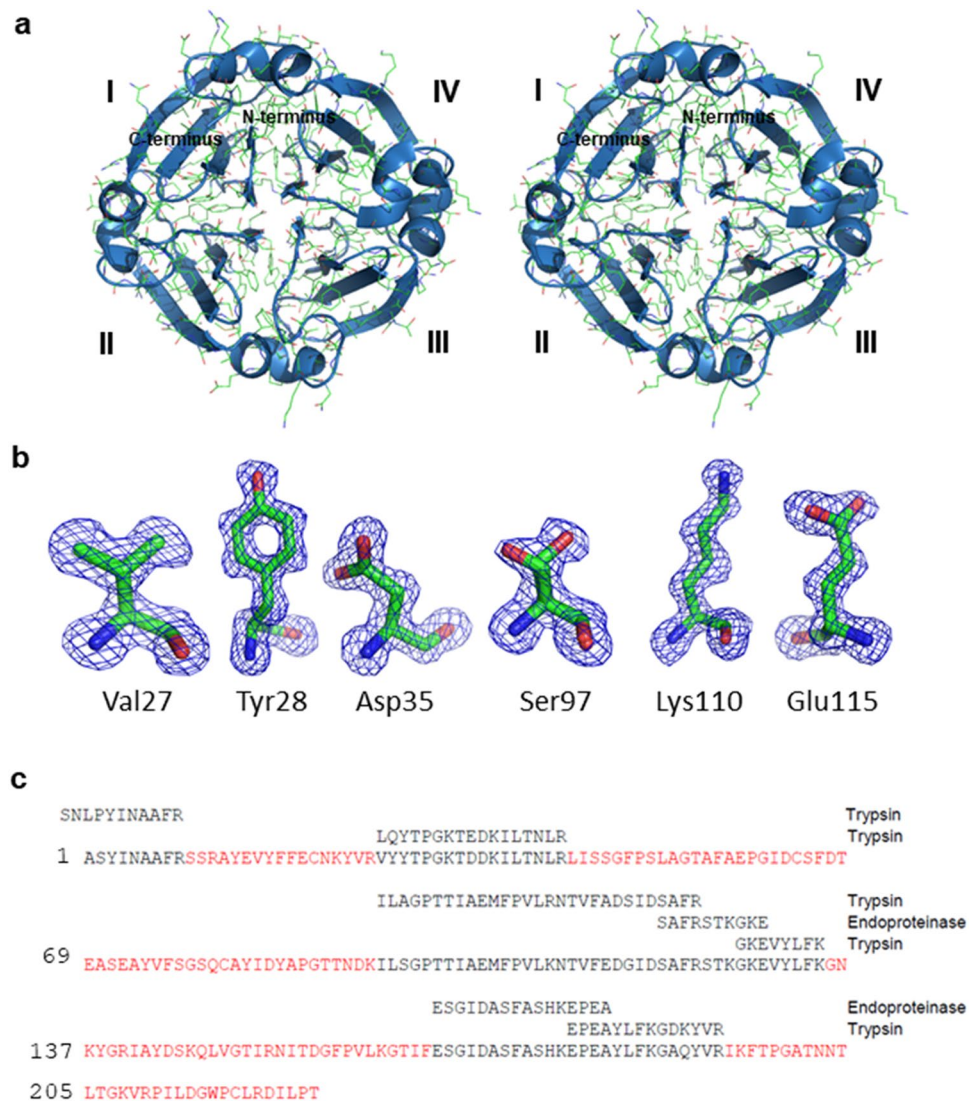 a
I IV I IV
N-terminus N-terminus
C-terminus C-terminus
II III II III
b
Val27 Tyr28 Asp35 Ser97 Lys110 Glu115
c
SNLPYINAAFR Trypsin
LQYTPGKTEDKILTNLR Trypsin
1 ASYINAAFRSSRAYEVYFFECNKYVRVYYTPGKTDDKILTNLRLISSGFPSLAGTAFAEPGIDCSFDT
ILAGPTTIAEMFPVLRNTVFADSIDSAFR Trypsin
SAFRSTKGKE Endoproteinase
GKEVYLFK Trypsin
69 EASEAYVFSGSQCAYIDYAPGTTNDKILSGPTTIAEMFPVLKNTVFEDGIDSAFRSTKGKEVYLFKGN
ESGIDASFASHKEPEA Endoproteinase
EPEAYLFKGDKYVR Trypsin
137 KYGRIAYDSKQLVGTIRNITDGFPVLKGTIFESGIDASFASHKEPEAYLFKGAQYVRIKFTPGATNNT
205 LTGKVRPILDGWPCLRDILPT